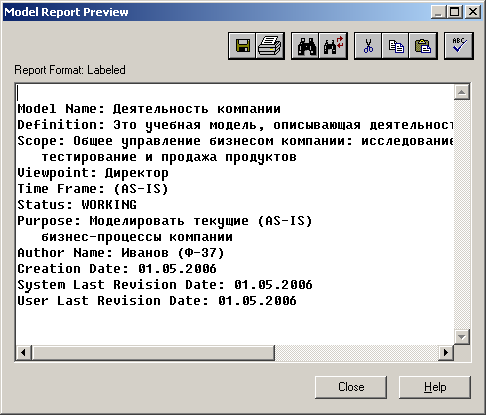 Model Report Preview
ABC
Report Format: Labeled
Model Name: Деятельность компании
Definition: Это учебная модель, описывающая деятельност
Scope: Общее управление бизнесом компании: исследование
тестирование и продажа продуктов
Viewpoint: Директор
Time Frame: (AS-IS)
Status: WORKING
Purpose: Моделировать текущие (AS-IS)
бизнес-процессы компании
Author Name: Иванов (Ф-37)
Creation Date: 01.05.2006
System Last Revision Date: 01.05.2006
User Last Revision Date: 01.05.2006
Close
Help